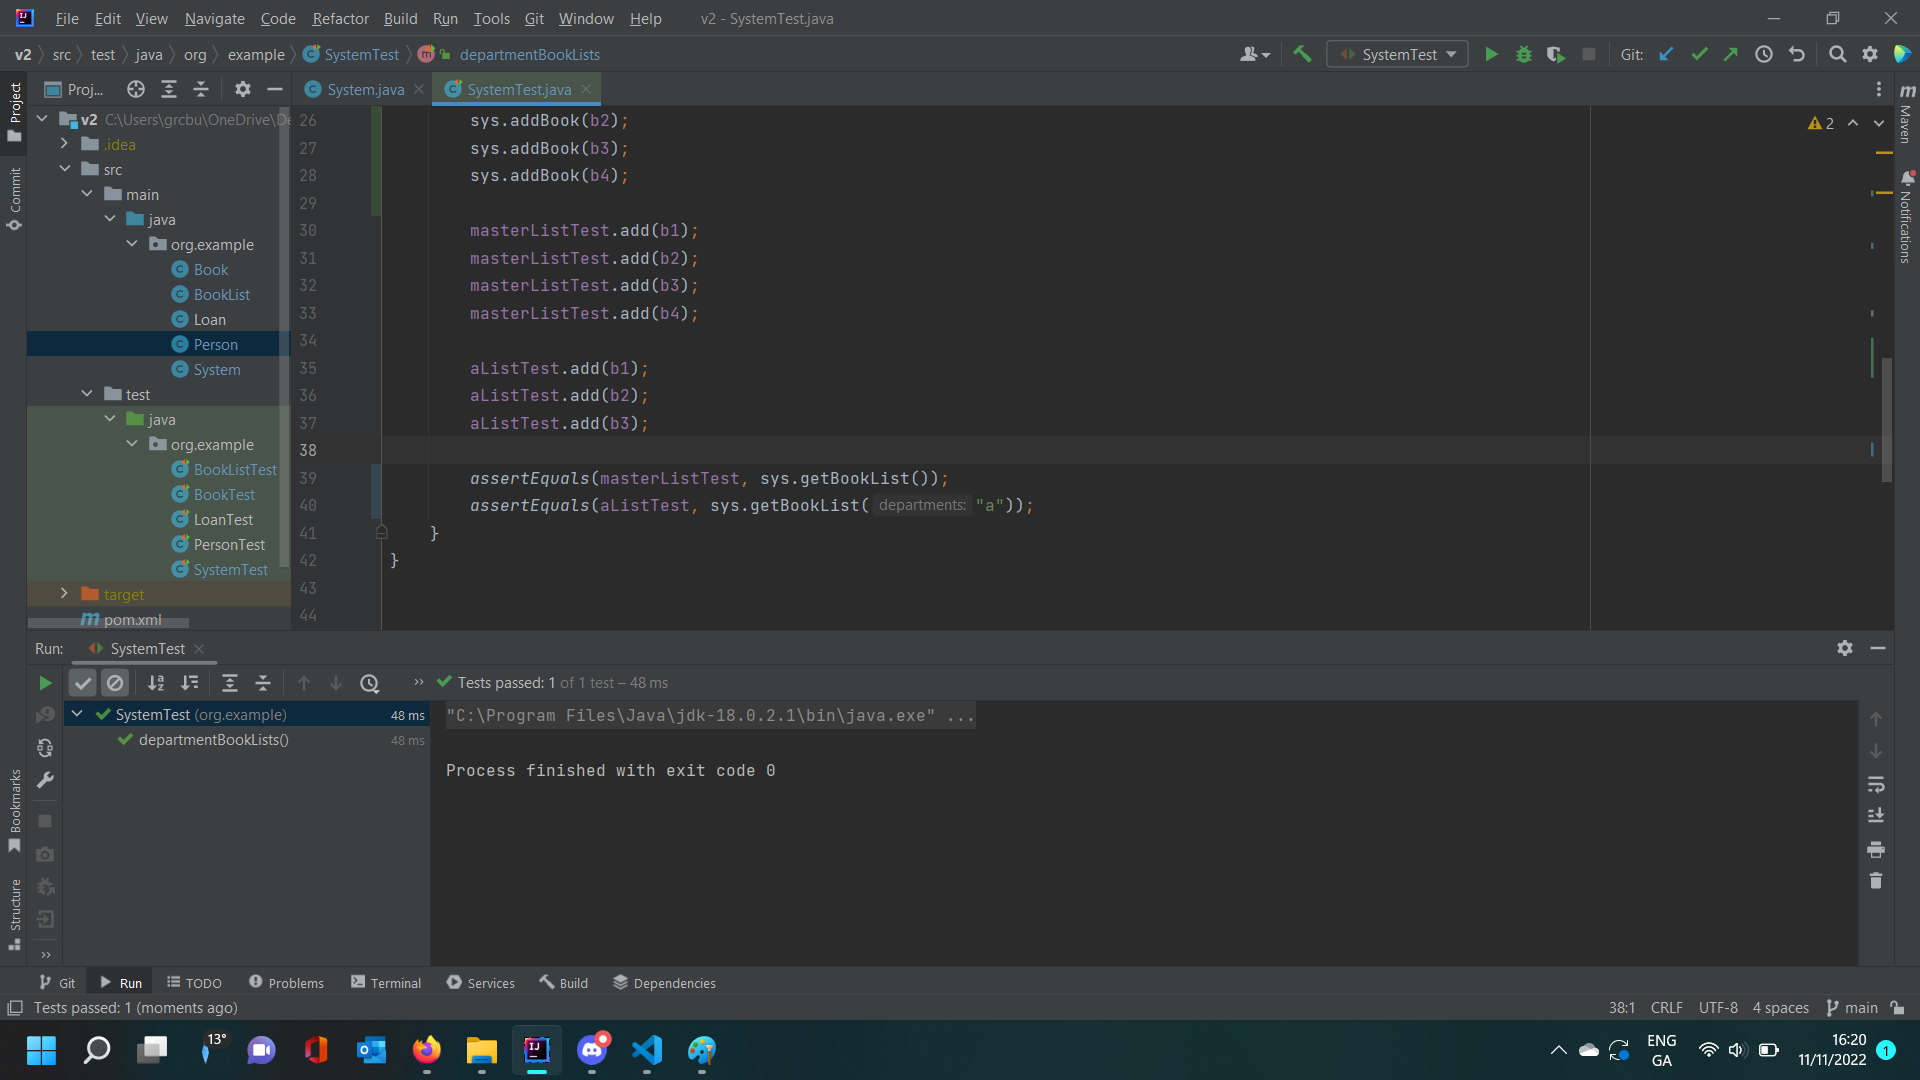 File Edit View Navigate Code Refactor Build Run Tools Git Window Help v2 - SystemTest.java
v2 src test java org example SystemTest departmentBookLists SystemTest Git:
Proj... System.java SystemTest.java
v2 C:\Users\grcbu\OneDrive\De
.idea
src
main
java
org.example
Book
BookList
Loan
Person
System
test
java
org.example
BookListTest
BookTest
LoanTest
PersonTest
SystemTest
target
pom.xml
26 sys.addBook(b2);
27 sys.addBook(b3);
28 sys.addBook(b4);
29
30 masterListTest.add(b1);
31 masterListTest.add(b2);
32 masterListTest.add(b3);
33 masterListTest.add(b4);
34
35 aListTest.add(b1);
36 aListTest.add(b2);
37 aListTest.add(b3);
38
39 assertEquals(masterListTest, sys.getBookList());
40 assertEquals(aListTest, sys.getBookList( departments: "a"));
41 }
42 }
43
44
2
Project
Commit
Bookmarks
Structure
Maven
Notifications
Run: SystemTest
Tests passed: 1 of 1 test – 48 ms
SystemTest (org.example) 48 ms
departmentBookLists() 48 ms
"C:\Program Files\Java\jdk-18.0.2.1\bin\java.exe" ...
Process finished with exit code 0
Git Run TODO Problems Terminal Services Build Dependencies
Tests passed: 1 (moments ago) 38:1 CRLF UTF-8 4 spaces main
13°
ENG
GA
16:20
11/11/2022
1